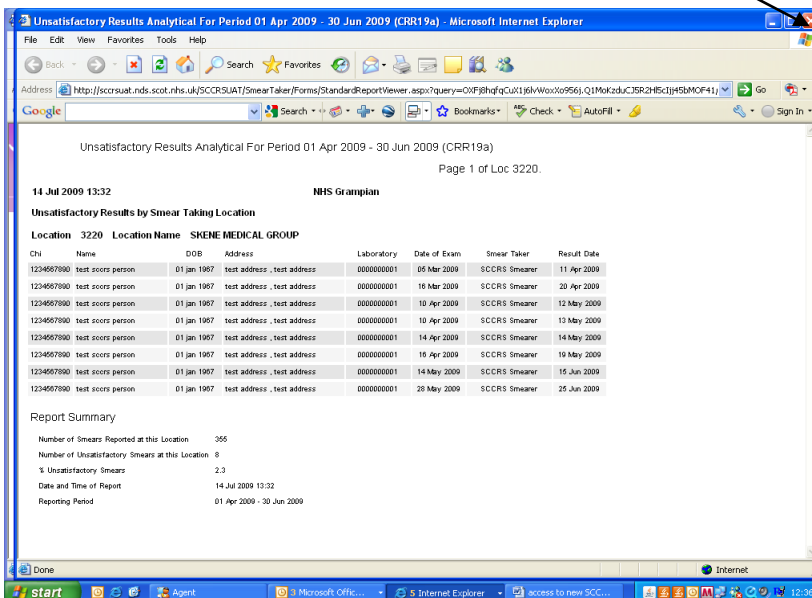 Unsatisfactory Results Analytical For Period 01 Apr 2009 - 30 Jun 2009 (CRR19a) - Microsoft Internet Explorer
File Edit View Favorites Tools Help
Back Search Favorites
Address http://sccrsuat.nds.scot.nhs.uk/SCCRSUAT/SmearTaker/Forms/StandardReportViewer.aspx?query= Go
Google Search Bookmarks Check AutoFill Sign In
Unsatisfactory Results Analytical For Period 01 Apr 2009 - 30 Jun 2009 (CRR19a)
Page 1 of Loc 3220.
14 Jul 2009 13:32 NHS Grampian
Unsatisfactory Results by Smear Taking Location
Location 3220 Location Name SKENE MEDICAL GROUP
Chi Name DOB Address Laboratory Date of Exam Smear Taker Result Date
1234567890 test sccrs person 01 jan 1967 test address , test address 0000000001 05 Mar 2009 SCCRS Smearer 11 Apr 2009
1234567890 test sccrs person 01 jan 1967 test address , test address 0000000001 16 Mar 2009 SCCRS Smearer 20 Apr 2009
1234567890 test sccrs person 01 jan 1967 test address , test address 0000000001 10 Apr 2009 SCCRS Smearer 12 May 2009
1234567890 test sccrs person 01 jan 1967 test address , test address 0000000001 10 Apr 2009 SCCRS Smearer 13 May 2009
1234567890 test sccrs person 01 jan 1967 test address , test address 0000000001 14 Apr 2009 SCCRS Smearer 14 May 2009
1234567890 test sccrs person 01 jan 1967 test address , test address 0000000001 16 Apr 2009 SCCRS Smearer 19 May 2009
1234567890 test sccrs person 01 jan 1967 test address , test address 0000000001 14 May 2009 SCCRS Smearer 15 Jun 2009
1234567890 test sccrs person 01 jan 1967 test address , test address 0000000001 28 May 2009 SCCRS Smearer 25 Jun 2009
Report Summary
Number of Smears Reported at this Location 355
Number of Unsatisfactory Smears at this Location 8
% Unsatisfactory Smears 2.3
Date and Time of Report 14 Jul 2009 13:32
Reporting Period 01 Apr 2009 - 30 Jun 2009
Done Internet
start Agent 3 Microsoft Offic... 5 Internet Explorer access to new SCC... 12:36